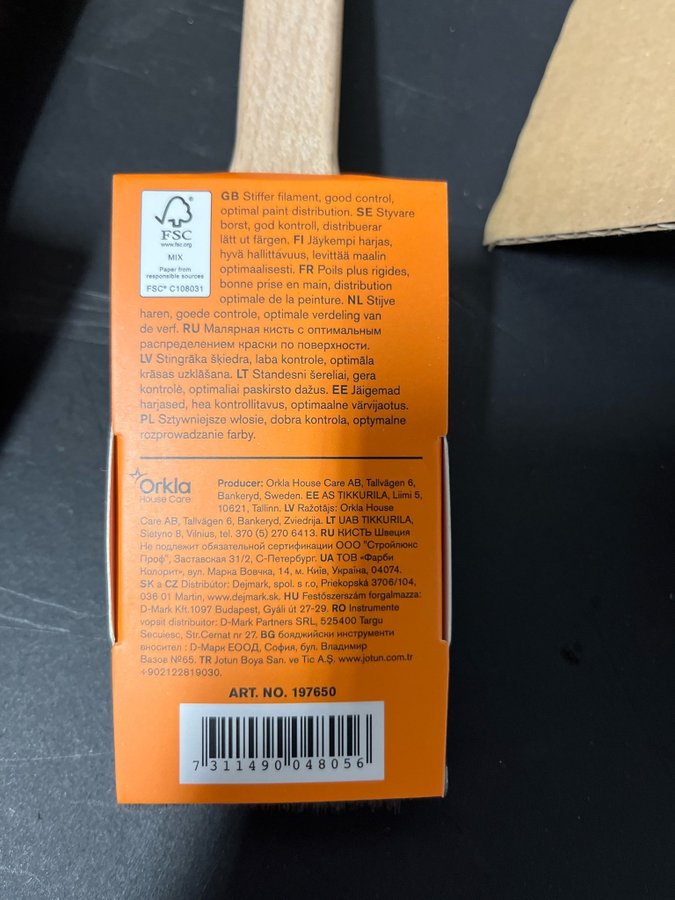 FSC
www.fsc.org
MIX
Paper from
responsible sources
FSC® C108031
GB Stiffer filament, good control,
optimal paint distribution. SE Styvare
borst, god kontroll, distribuerar
lätt ut färgen. FI Jäykempi harjas,
hyvä hallittavuus, levittää maalin
optimaalisesti. FR Poils plus rigides,
bonne prise en main, distribution
optimale de la peinture. NL Stijve
haren, goede controle, optimale verdeling van
de verf. RU Малярная кисть с оптимальным
распределением краски по поверхности.
LV Stingrāka šķiedra, laba kontrole, optimāla
krāsas uzklāšana. LT Standesni šereliai, gera
kontrolė, optimaliai paskirsto dažus. EE Jäigemad
harjased, hea kontrollitavus, optimaalne värvijaotus.
PL Sztywniejsze włosie, dobra kontrola, optymalne
rozprowadzanie farby.
Orkla
House Care
Producer: Orkla House Care AB, Tallvägen 6,
Bankeryd, Sweden. EE AS TIKKURILA, Liimi 5,
10621, Tallinn. LV Ražotājs: Orkla House
Care AB, Tallvägen 6, Bankeryd, Zviedrija. LT UAB TIKKURILA,
Sietyno 8, Vilnius, tel. 370 (5) 270 6413. RU КИСТЬ Швеция
Не подлежит обязательной сертификации ООО "Стройлюкс
Проф", Заставская 31/2, С-Петербург. UA ТОВ «Фарби
Колорит», вул. Марка Вовчка, 14, м. Київ, Україна, 04074.
SK a CZ Distribútor: Dejmark, spol. s r.o, Priekopská 3706/104,
036 01 Martin, www.dejmark.sk. HU Festőszerszám forgalmazza:
D-Mark Kft.1097 Budapest, Gyáli út 27-29. RO Instrumente
vopsit distribuitor: D-Mark Partners SRL, 525400 Targu
Secuiesc, Str.Cernat nr 27. BG бояджийски инструменти
вносител : D-Марк ЕООД, София, бул. Владимир
Вазов №65. TR Jotun Boya San. ve Tic A.Ş. www.jotun.com.tr
+902122819030.
ART. NO. 197650
7 311490 048056